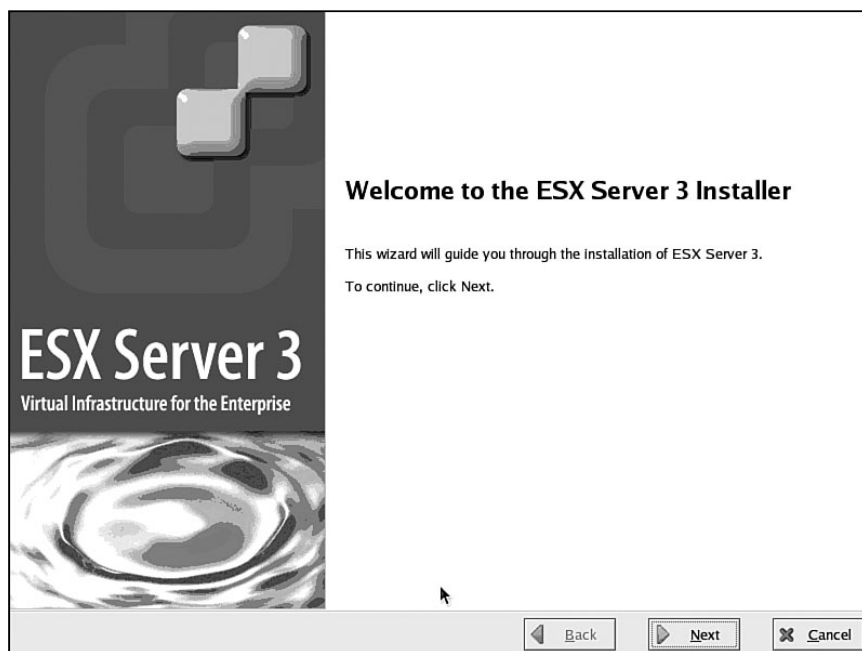 Welcome to the ESX Server 3 Installer
This wizard will guide you through the installation of ESX Server 3.
To continue, click Next.
ESX Server 3
Virtual Infrastructure for the Enterprise
Back
Next
Cancel